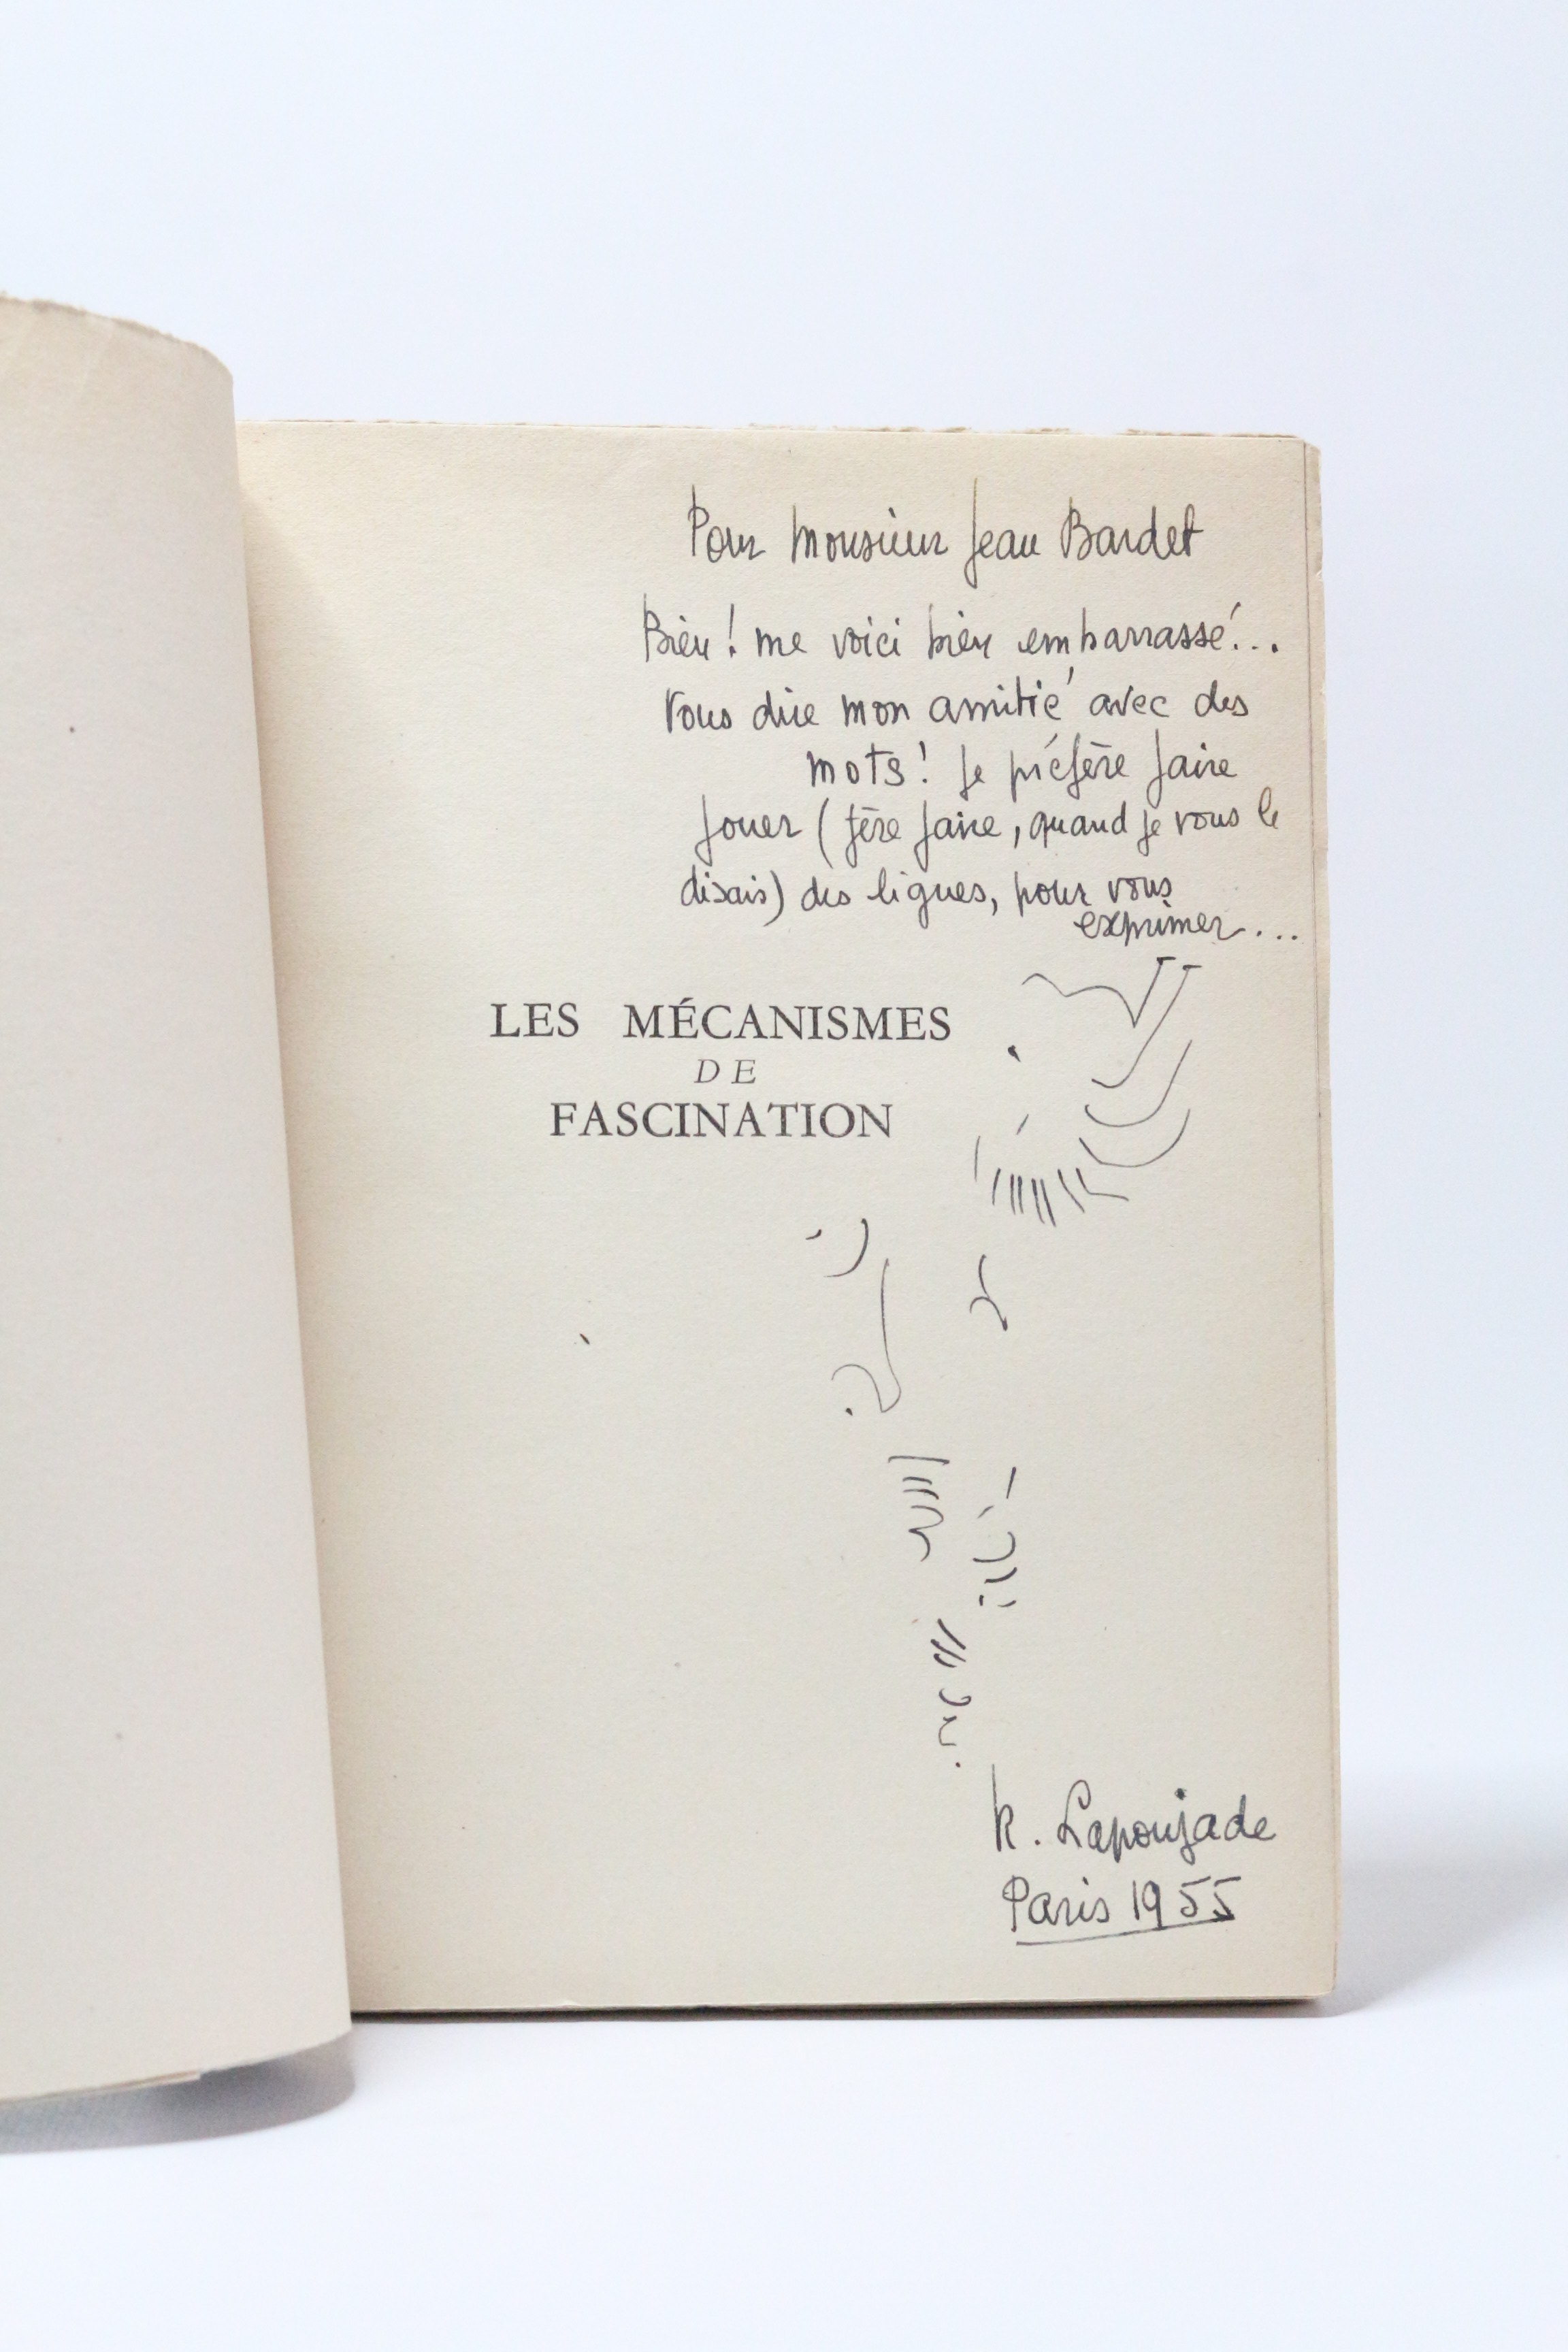 Pour Monsieur Jean Bardet
Bien ! me voici bien embarrassé...
Vous dire mon amitié avec des
mots ! Je préfère faire
jouer ( fère faire, quand je vous le
disais) des lignes, pour vous
exprimer...
LES MÉCANISMES
DE
FASCINATION
R. Lapoujade
Paris 1955